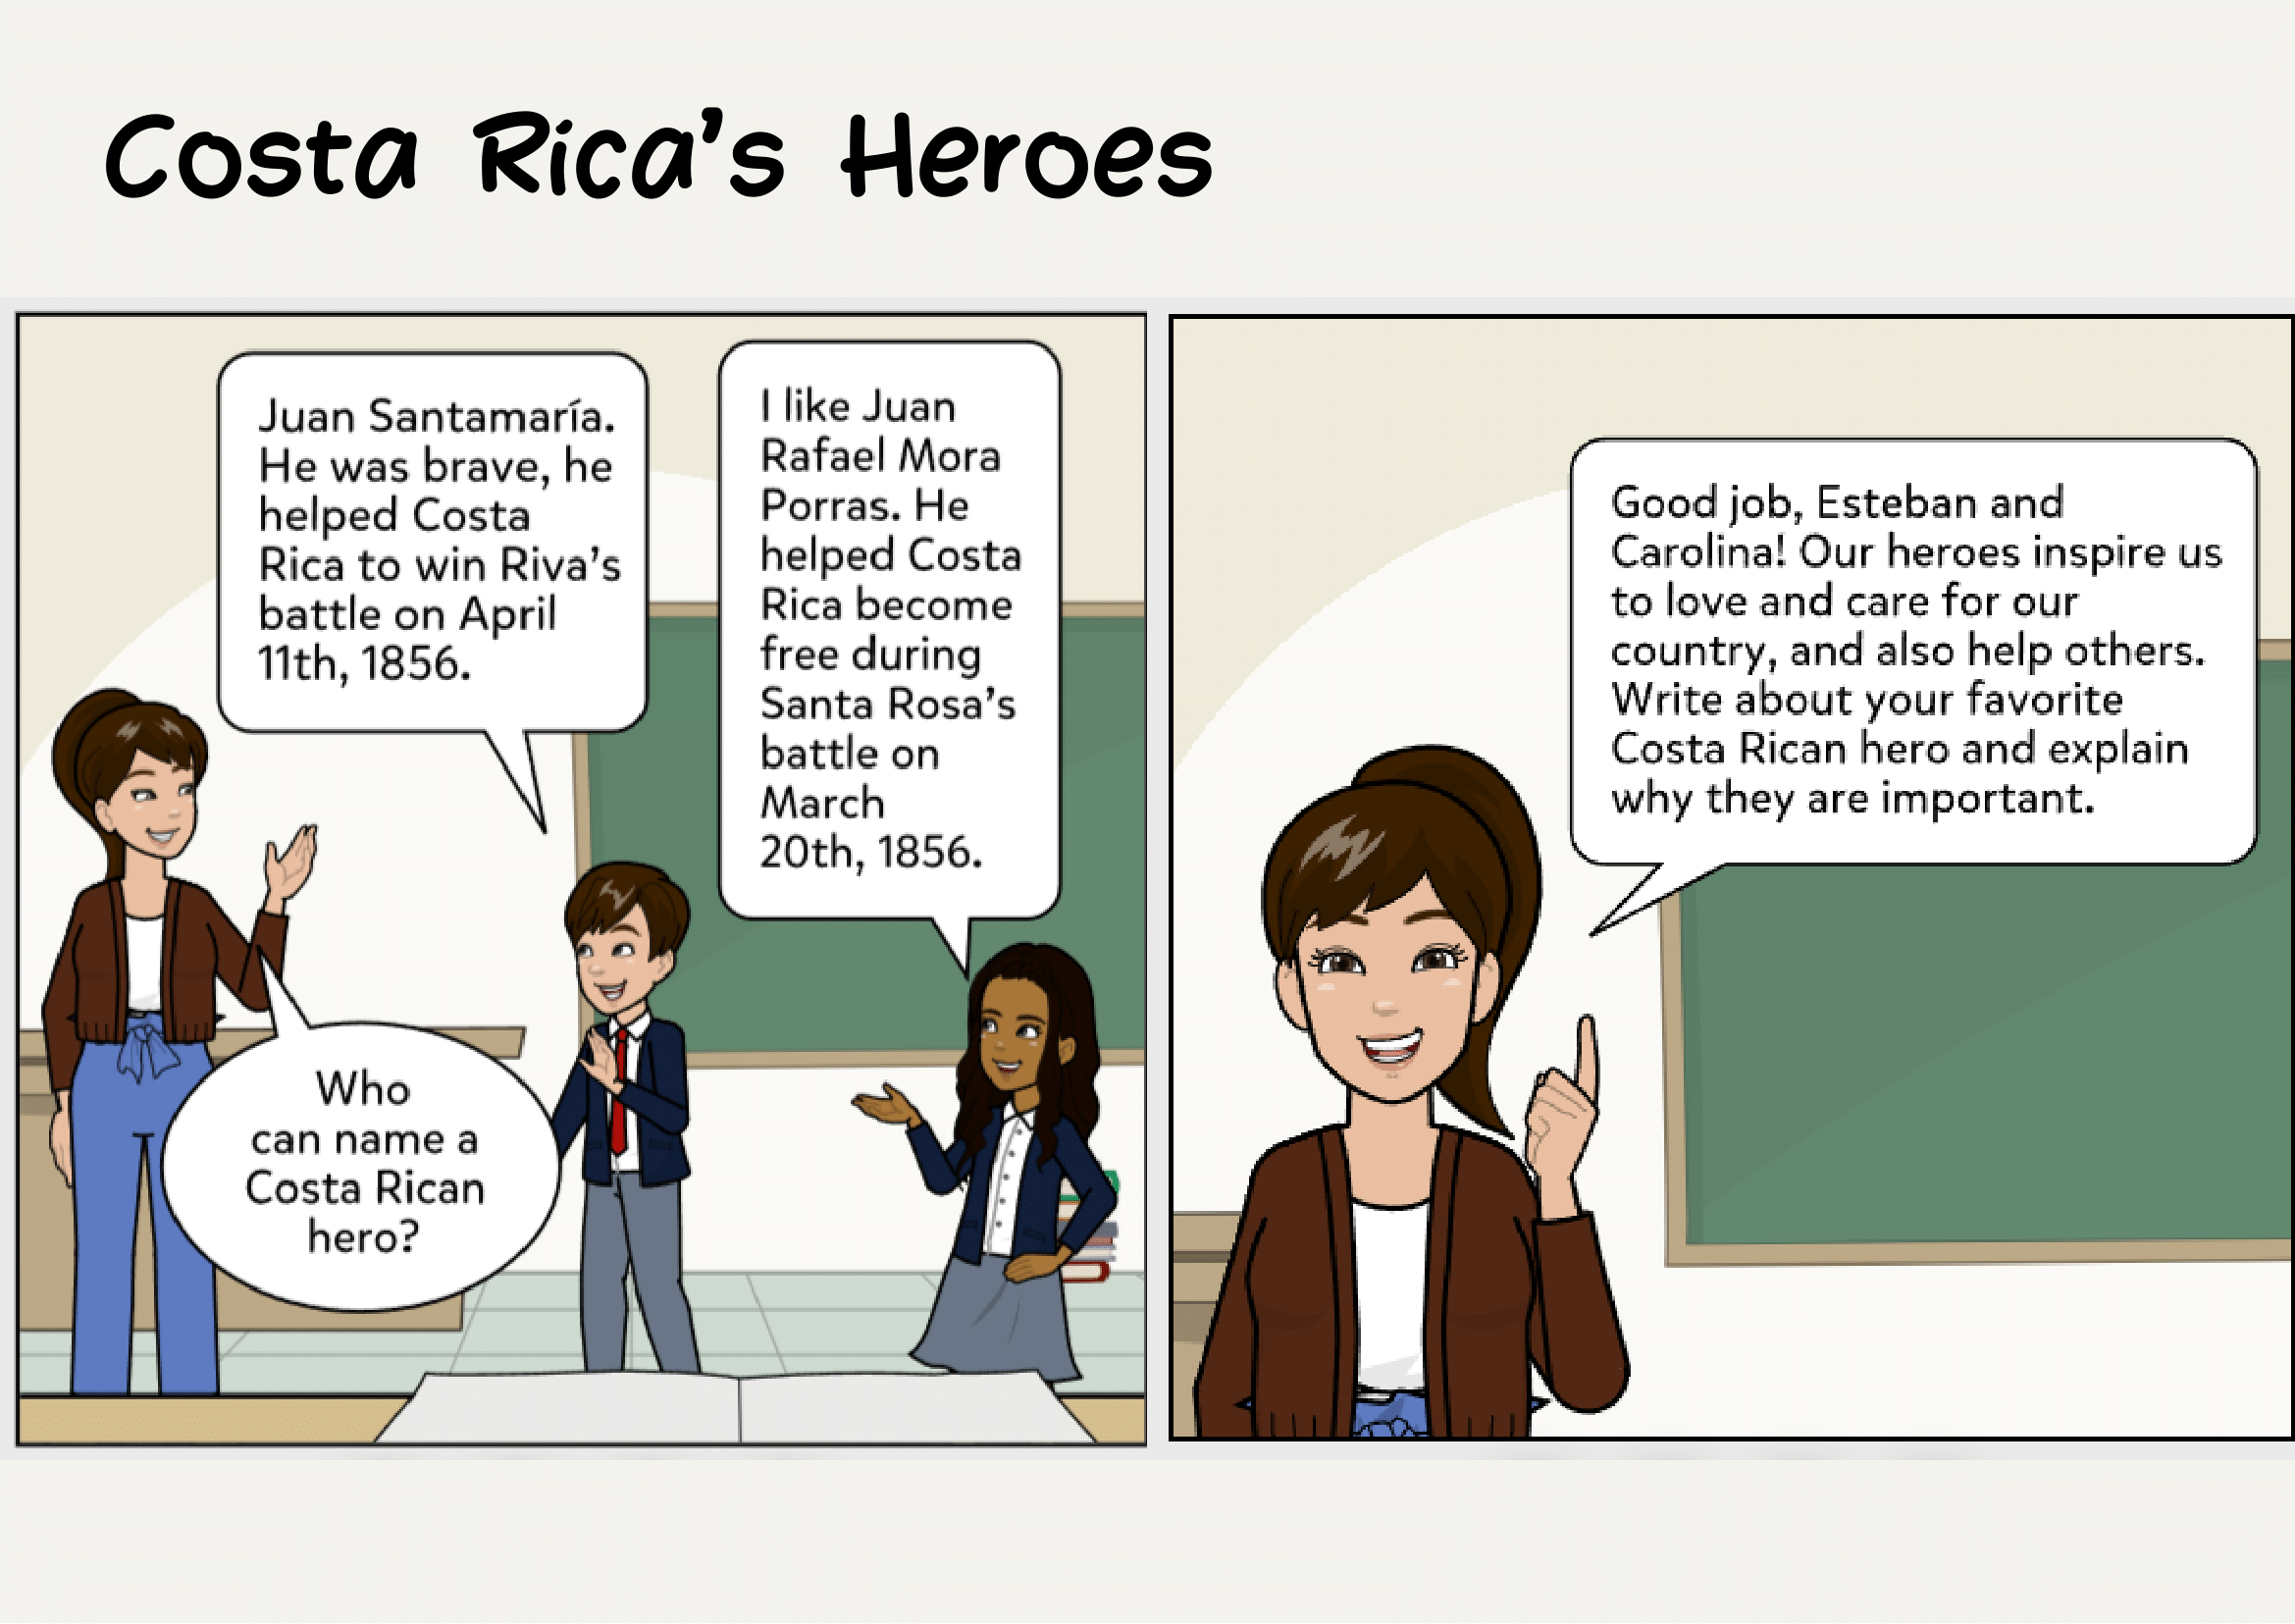 Costa Rica's Heroes
Who
can name a
Costa Rican
hero?
Juan Santamaría.
He was brave, he
helped Costa
Rica to win Riva's
battle on April
11th, 1856.
I like Juan
Rafael Mora
Porras. He
helped Costa
Rica become
free during
Santa Rosa's
battle on
March
20th, 1856.
Good job, Esteban and
Carolina! Our heroes inspire us
to love and care for our
country, and also help others.
Write about your favorite
Costa Rican hero and explain
why they are important.